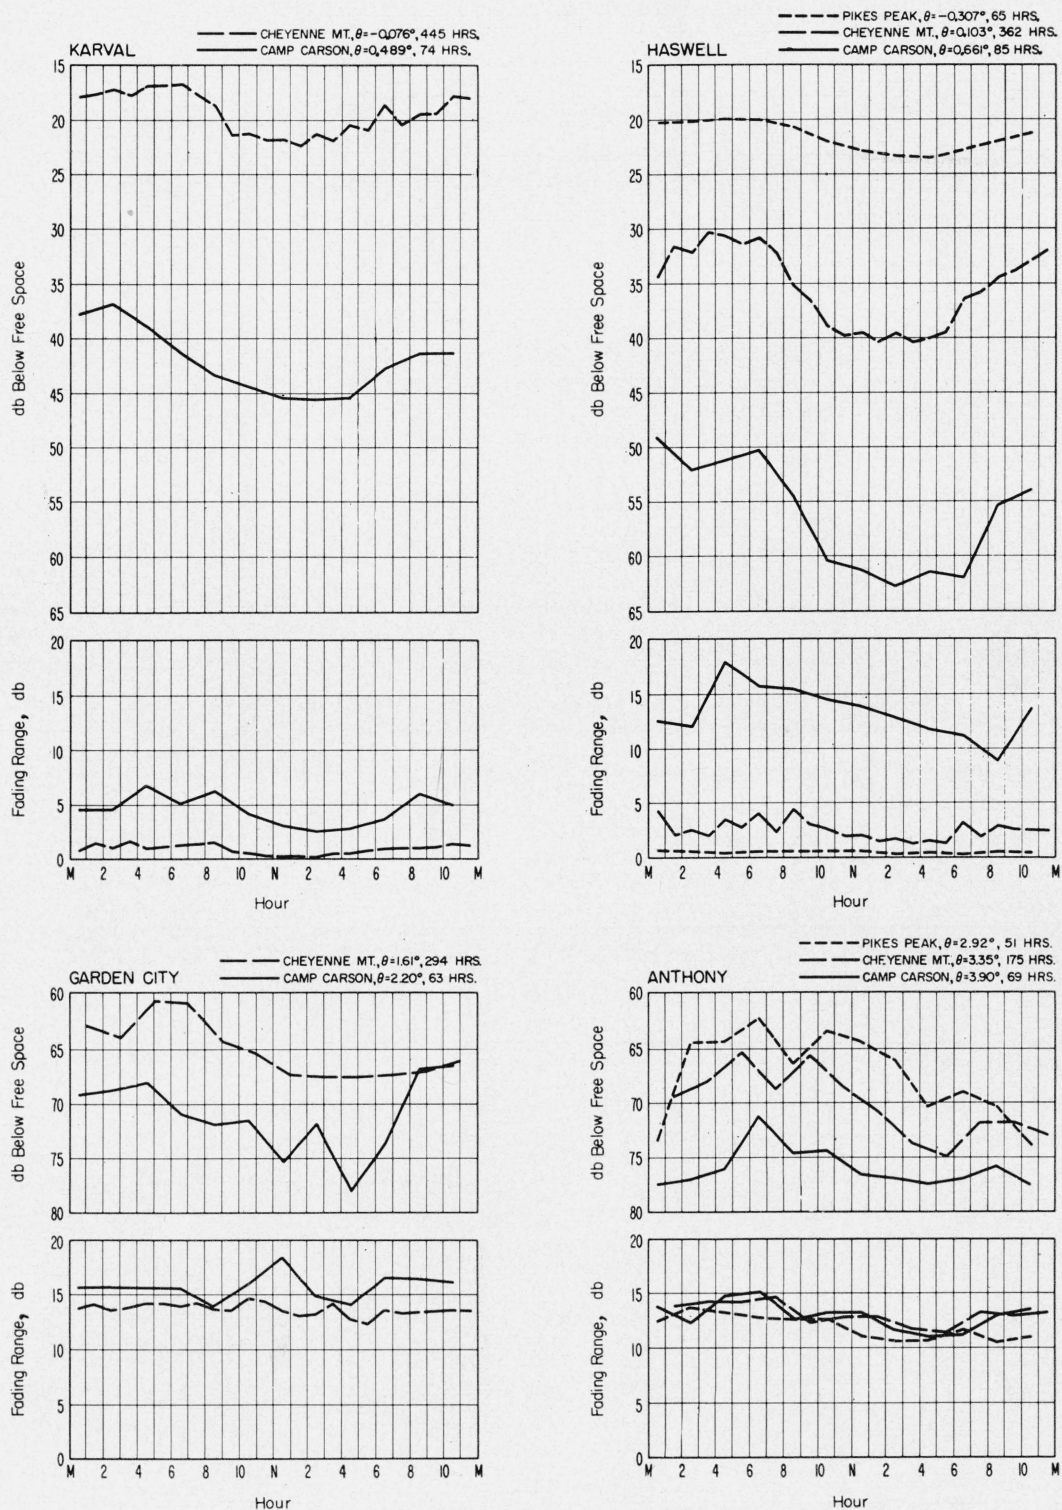 KARVAL
CHEYENNE MT., θ=-0.076°, 445 HRS.
CAMP CARSON, θ=0.489°, 74 HRS.
15
20
25
30
35
40
45
50
55
60
65
db Below Free Space
20
15
10
5
0
Fading Range, db
M 2 4 6 8 10 N 2 4 6 8 10 M
Hour
HASWELL
PIKES PEAK, θ=-0.307°, 65 HRS.
CHEYENNE MT., θ=0.103°, 362 HRS.
CAMP CARSON, θ=0.661°, 85 HRS.
15
20
25
30
35
40
45
50
55
60
65
db Below Free Space
20
15
10
5
0
Fading Range, db
M 2 4 6 8 10 N 2 4 6 8 10 M
Hour
GARDEN CITY
CHEYENNE MT., θ=1.61°, 294 HRS.
CAMP CARSON, θ=2.20°, 63 HRS.
60
65
70
75
80
db Below Free Space
20
15
10
5
0
Fading Range, db
M 2 4 6 8 10 N 2 4 6 8 10 M
Hour
ANTHONY
PIKES PEAK, θ=2.92°, 51 HRS.
CHEYENNE MT., θ=3.35°, 175 HRS.
CAMP CARSON, θ=3.90°, 69 HRS.
60
65
70
75
80
db Below Free Space
20
15
10
5
0
Fading Range, db
M 2 4 6 8 10 N 2 4 6 8 10 M
Hour